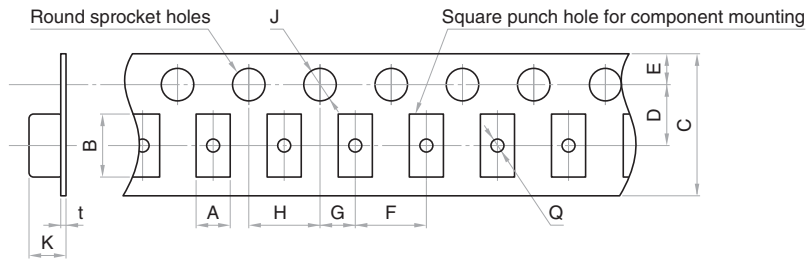 Round sprocket holes
J
Square punch hole for component mounting
E
D
C
B
t
K
A
H
G
F
Q